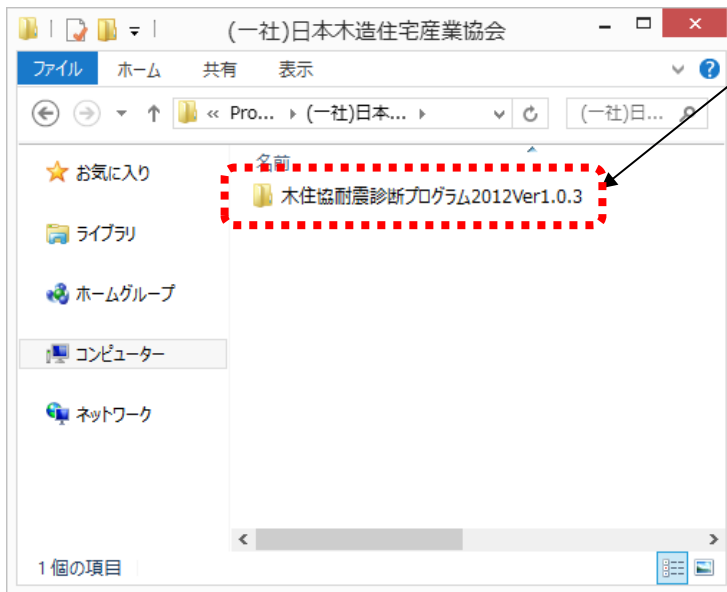 (一社)日本木造住宅産業協会
ファイル ホーム 共有 表示
« Pro... ▸ (一社)日本... ▸ (一社)日...
お気に入り
名前
木住協耐震診断プログラム2012Ver1.0.3
ライブラリ
ホームグループ
コンピューター
ネットワーク
1 個の項目